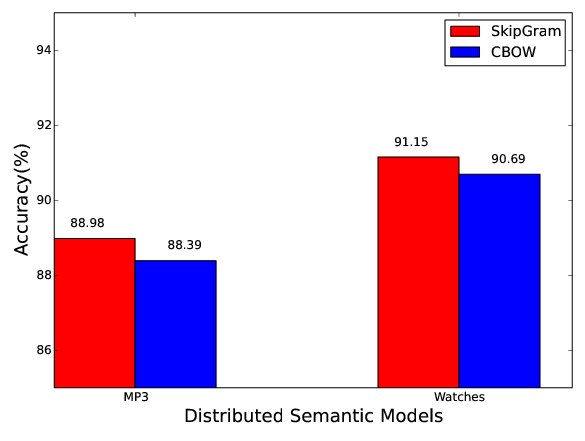 SkipGram
CBOW
94
92
90
88
86
Accuracy(%)
88.98
88.39
91.15
90.69
MP3
Watches
Distributed Semantic Models